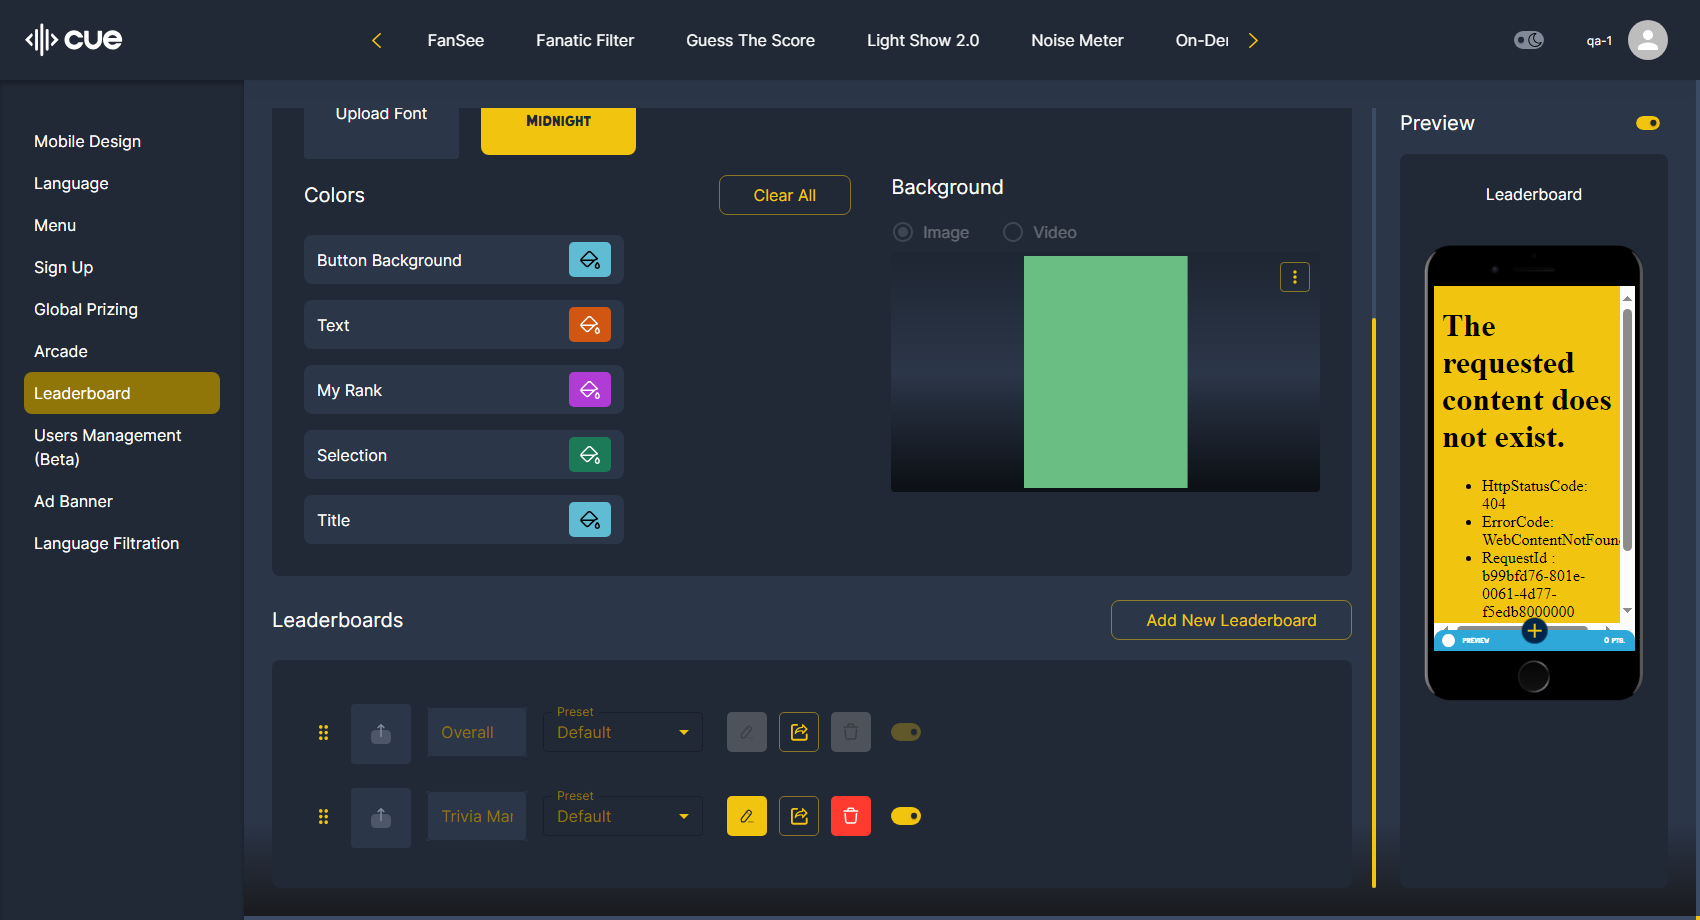 cue
FanSee
Fanatic Filter
Guess The Score
Light Show 2.0
Noise Meter
On-De
qa-1
Mobile Design
Language
Menu
Sign Up
Global Prizing
Arcade
Leaderboard
Users Management
(Beta)
Ad Banner
Language Filtration
Upload Font
MIDNIGHT
Colors
Clear All
Button Background
Text
My Rank
Selection
Title
Background
Image
Video
Leaderboards
Add New Leaderboard
Overall
Preset
Default
Trivia Mar
Preset
Default
Preview
Leaderboard
The
requested
content does
not exist.
HttpStatusCode:
404
ErrorCode:
WebContentNotFoun
RequestId :
b99bfd76-801e-
0061-4d77-
f5edb8000000
PREVIEW
0 PTS.